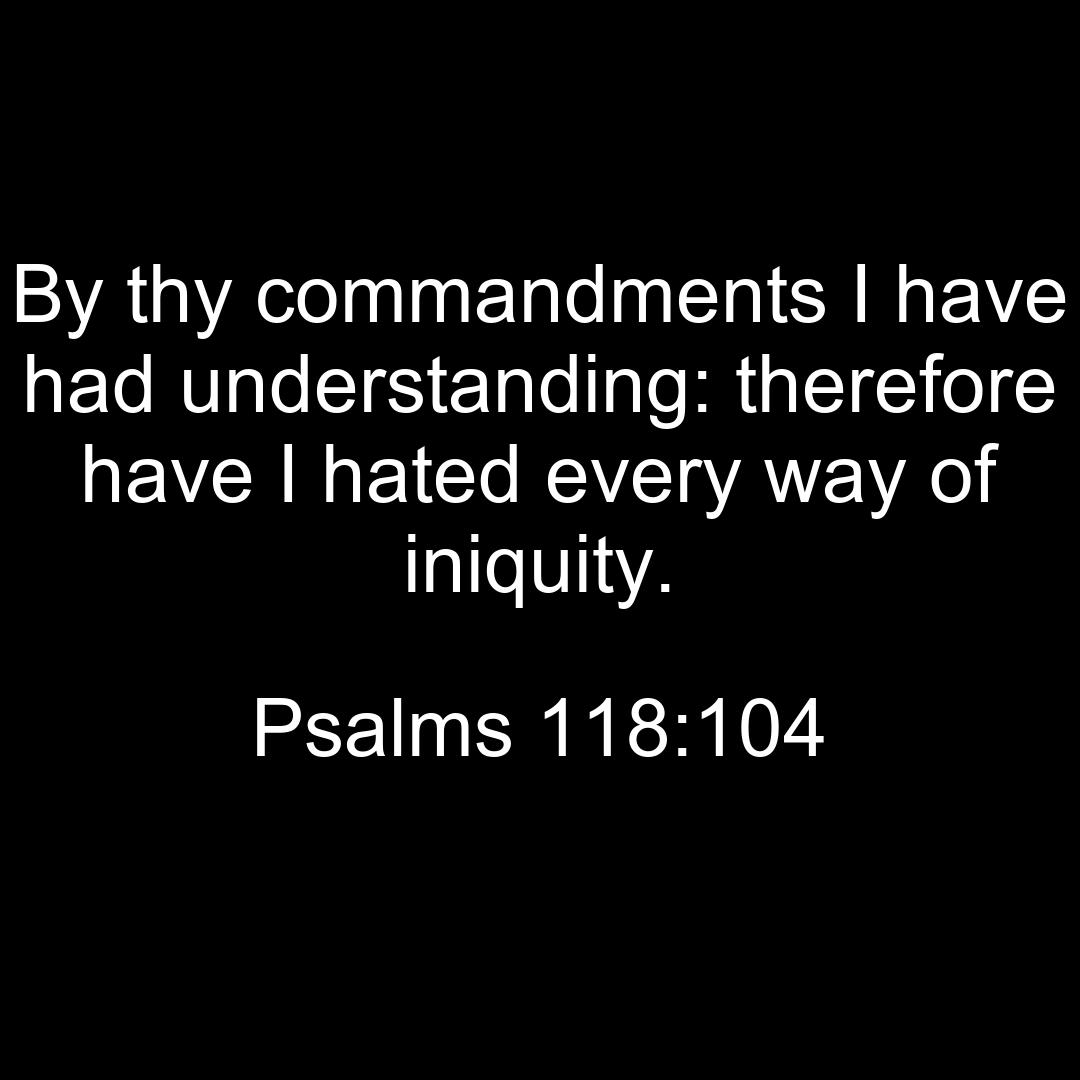 By thy commandments I have
had understanding: therefore
have I hated every way of
iniquity.
Psalms 118:104